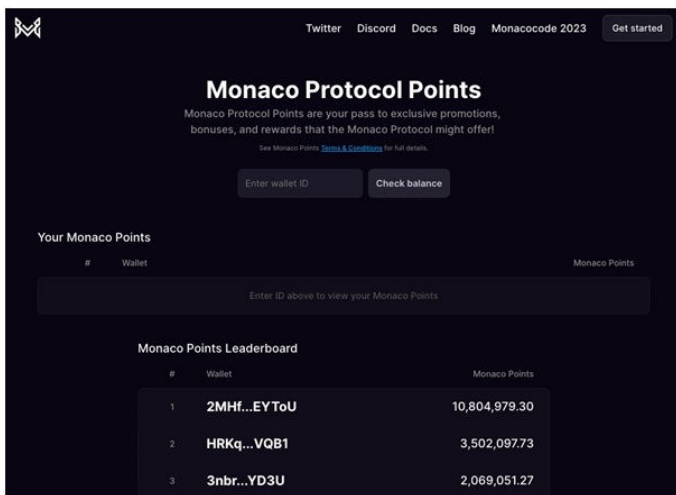 Twitter Discord Docs Blog Monacocode 2023 Get started
Monaco Protocol Points
Monaco Protocol Points are your pass to exclusive promotions,
bonuses, and rewards that the Monaco Protocol might offer!
See Monaco Points Terms & Conditions for full details.
Enter wallet ID Check balance
Your Monaco Points
# Wallet Monaco Points
Enter ID above to view your Monaco Points
Monaco Points Leaderboard
# Wallet Monaco Points
1 2MHf...EYToU 10,804,979.30
2 HRKq...VQB1 3,502,097.73
3 3nbr...YD3U 2,069,051.27